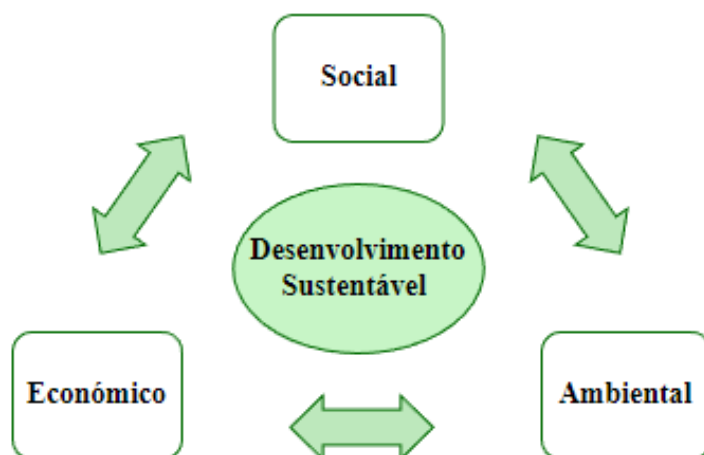 Social
Desenvolvimento
Sustentável
Económico
Ambiental